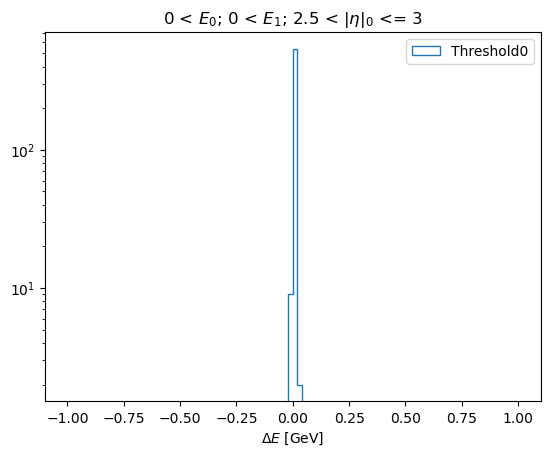 0 < E₀; 0 < E₁; 2.5 < |η|₀ <= 3
Threshold0
10²
10¹
−1.00 −0.75 −0.50 −0.25 0.00 0.25 0.50 0.75 1.00
ΔE [GeV]